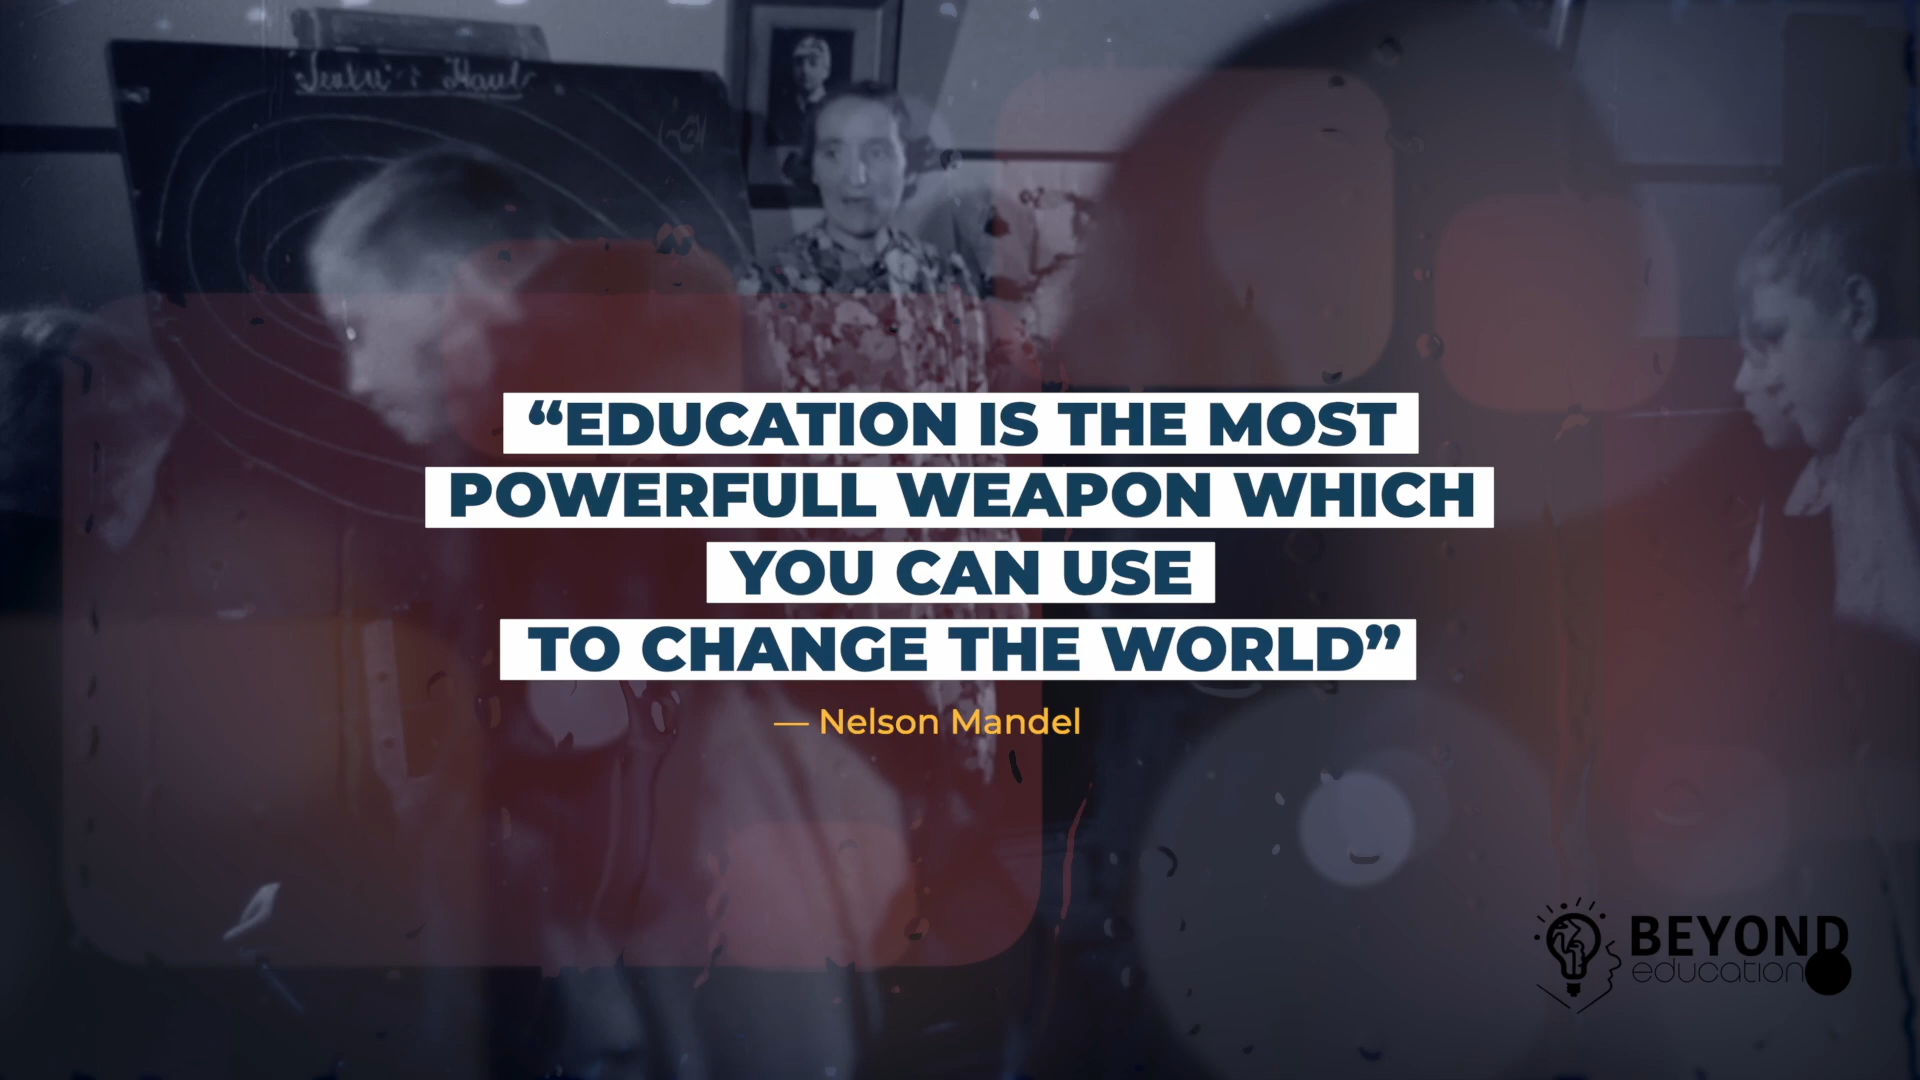 “EDUCATION IS THE MOST
POWERFULL WEAPON WHICH
YOU CAN USE
TO CHANGE THE WORLD”
— Nelson Mandel
BEYOND
education